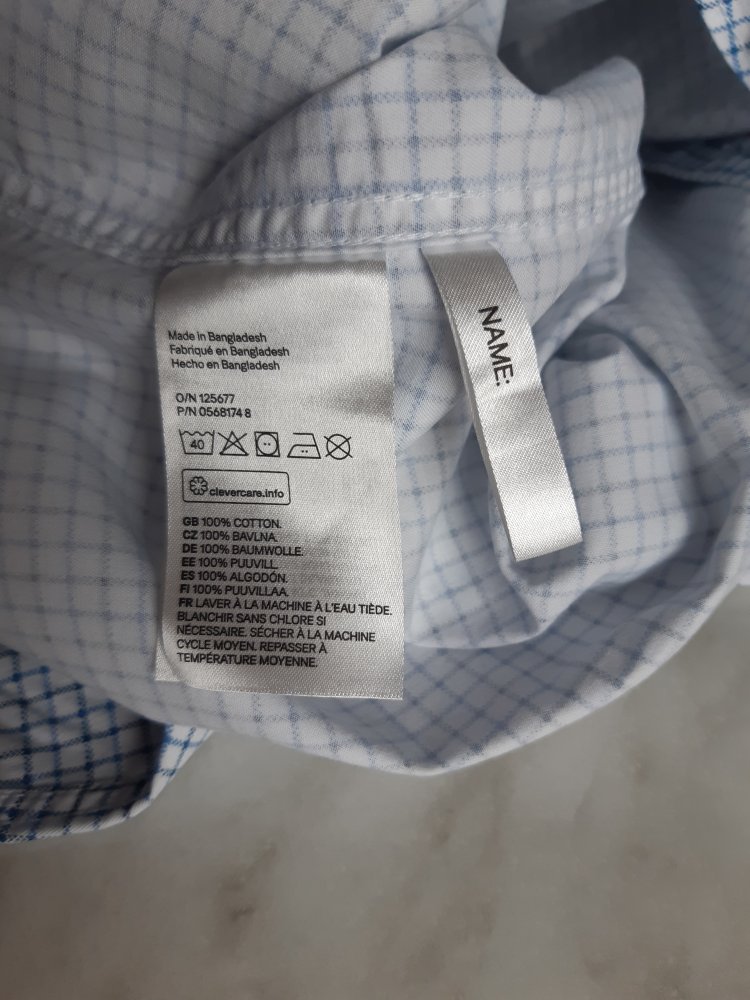 Made in Bangladesh
Fabriqué en Bangladesh
Hecho en Bangladesh
O/N 125677
P/N 0568174 8
40
clevercare.info
GB 100% COTTON.
CZ 100% BAVLNA.
DE 100% BAUMWOLLE.
EE 100% PUUVILL.
ES 100% ALGODÓN.
FI 100% PUUVILLAA.
FR LAVER À LA MACHINE À L'EAU TIÈDE.
BLANCHIR SANS CHLORE SI
NÉCESSAIRE. SÉCHER À LA MACHINE
CYCLE MOYEN. REPASSER À
TEMPÉRATURE MOYENNE.
NAME: